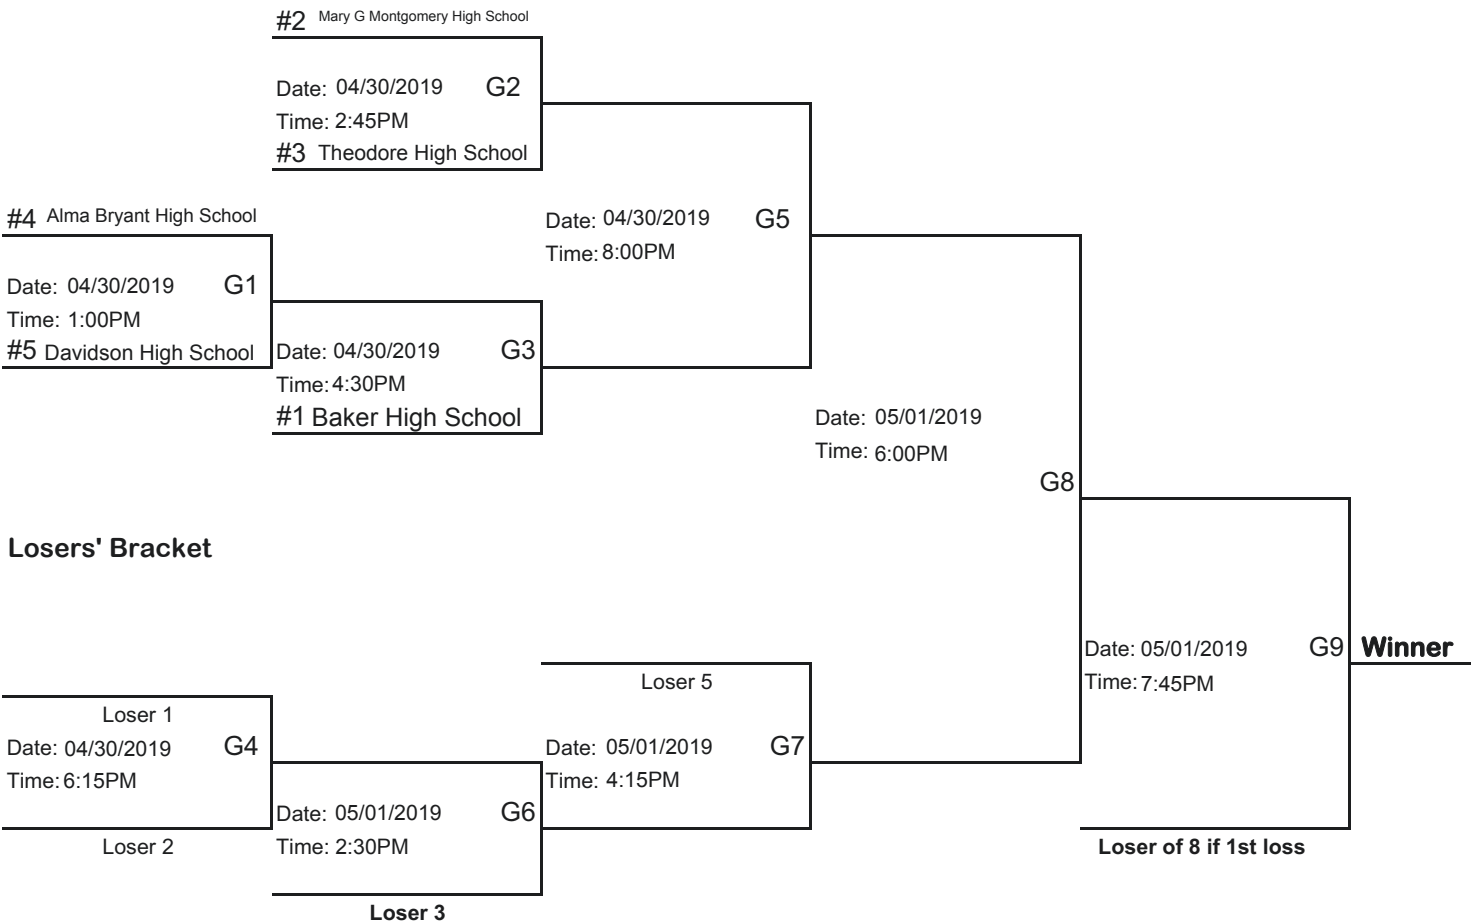 #2 Mary G Montgomery High School
Date: 04/30/2019 G2
Time: 2:45PM
#3 Theodore High School
#4 Alma Bryant High School
Date: 04/30/2019 G1
Time: 1:00PM
#5 Davidson High School
Date: 04/30/2019 G3
Time: 4:30PM
#1 Baker High School
Date: 04/30/2019 G5
Time: 8:00PM
Date: 05/01/2019
Time: 6:00PM
G8
Losers' Bracket
Loser 1
Date: 04/30/2019 G4
Time: 6:15PM
Loser 2
Date: 05/01/2019 G6
Time: 2:30PM
Loser 3
Loser 5
Date: 05/01/2019 G7
Time: 4:15PM
Date: 05/01/2019 G9 Winner
Time: 7:45PM
Loser of 8 if 1st loss